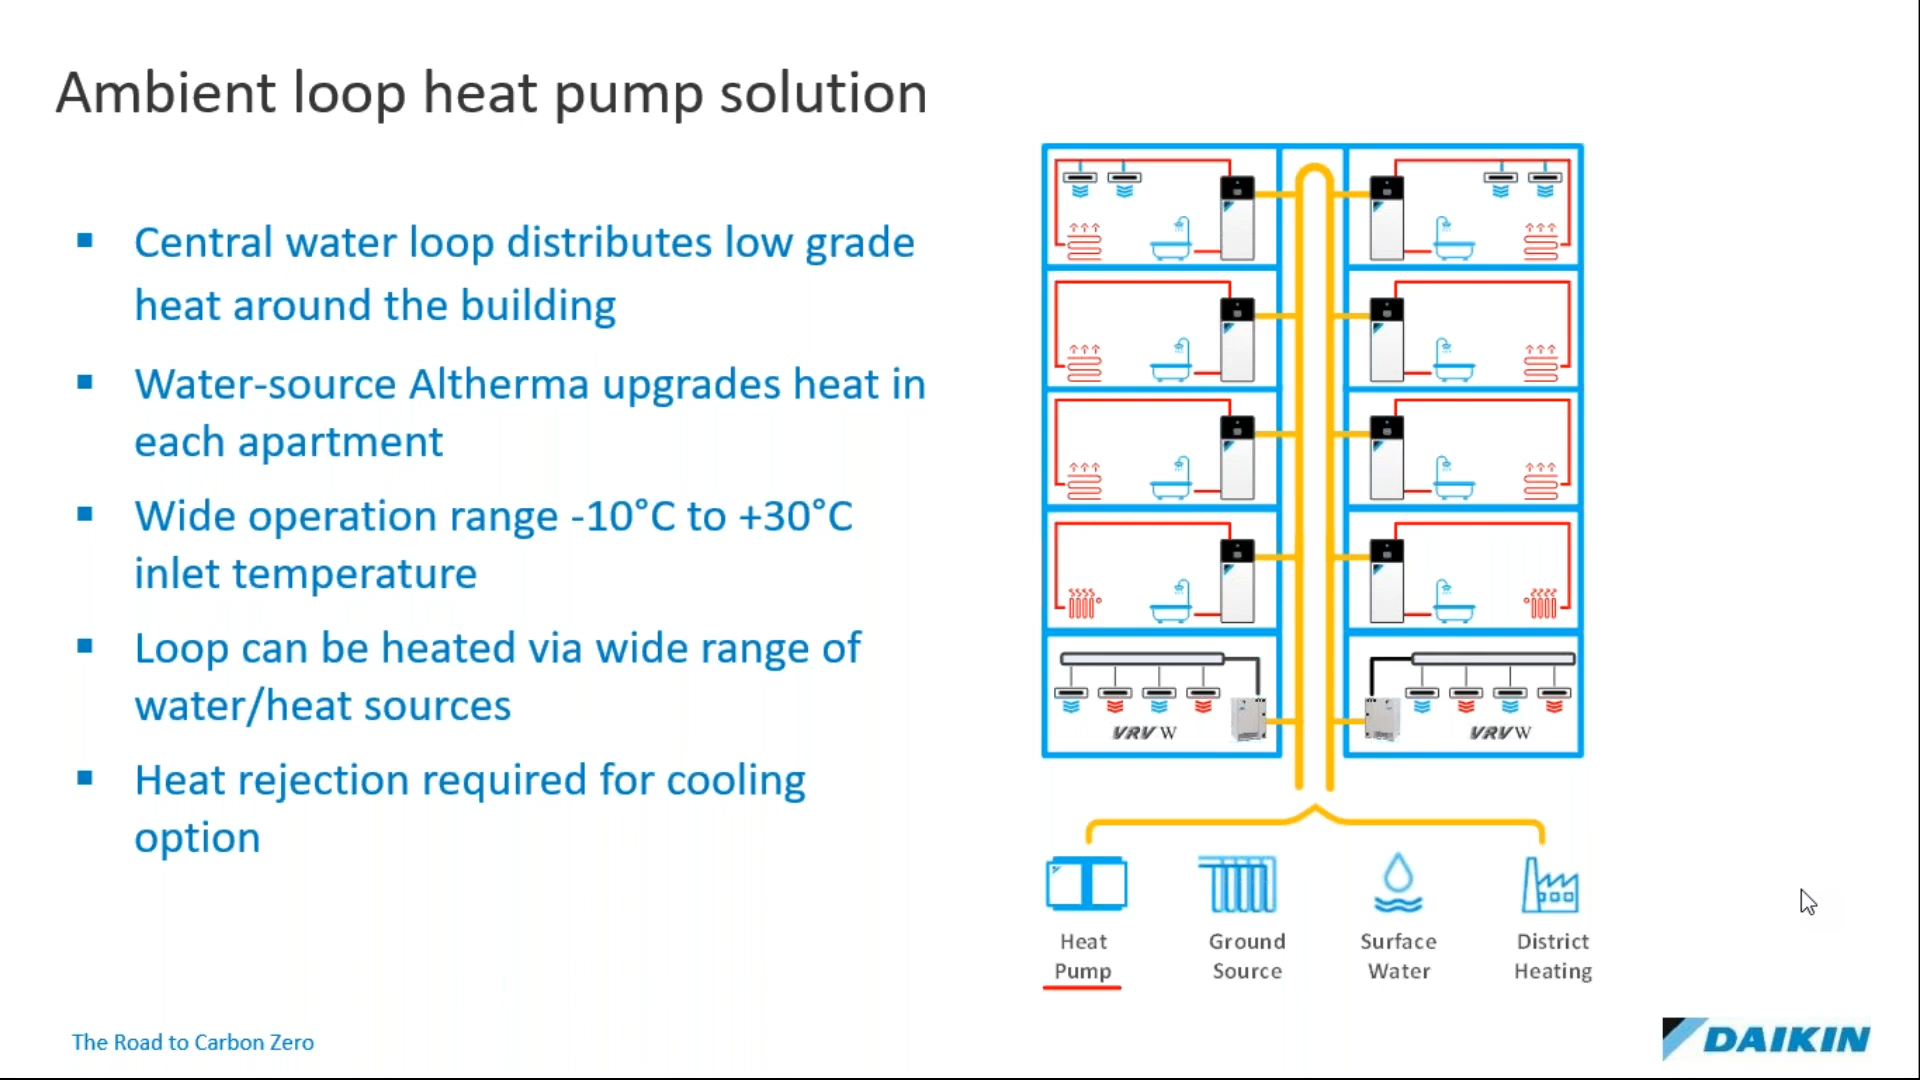 Ambient loop heat pump solution
▪ Central water loop distributes low grade
heat around the building
▪ Water-source Altherma upgrades heat in
each apartment
▪ Wide operation range -10°C to +30°C
inlet temperature
▪ Loop can be heated via wide range of
water/heat sources
▪ Heat rejection required for cooling
option
VRV W
VRV W
Heat
Pump
Ground
Source
Surface
Water
District
Heating
The Road to Carbon Zero
DAIKIN